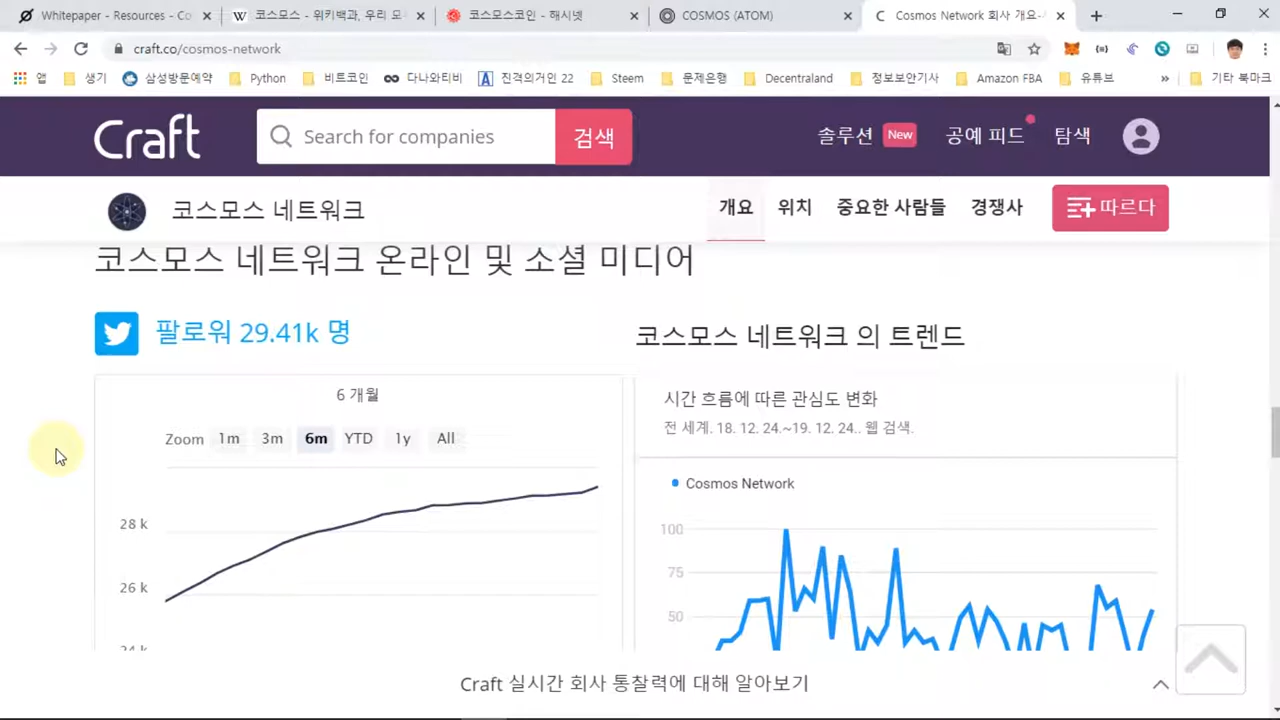 Whitepaper - Resources - Co
코스모스 - 위키백과, 우리 모
코스모스코인 - 해시넷
COSMOS (ATOM)
Cosmos Network 회사 개요-
craft.co/cosmos-network
앱 생기 삼성방문예약 Python 비트코인 다나와티비 진격의거인 22 Steem 문제은행 Decentraland 정보보안기사 Amazon FBA 유튜브 » 기타 북마크
Craft
Search for companies 검색
솔루션 New 공예 피드 탐색
코스모스 네트워크
개요 위치 중요한 사람들 경쟁사 따르다
코스모스 네트워크 온라인 및 소셜 미디어
팔로워 29.41k 명
6 개월
Zoom 1m 3m 6m YTD 1y All
28 k
26 k
24 k
코스모스 네트워크 의 트렌드
시간 흐름에 따른 관심도 변화
전 세계. 18. 12. 24.~19. 12. 24.. 웹 검색.
Cosmos Network
100
75
50
Craft 실시간 회사 통찰력에 대해 알아보기